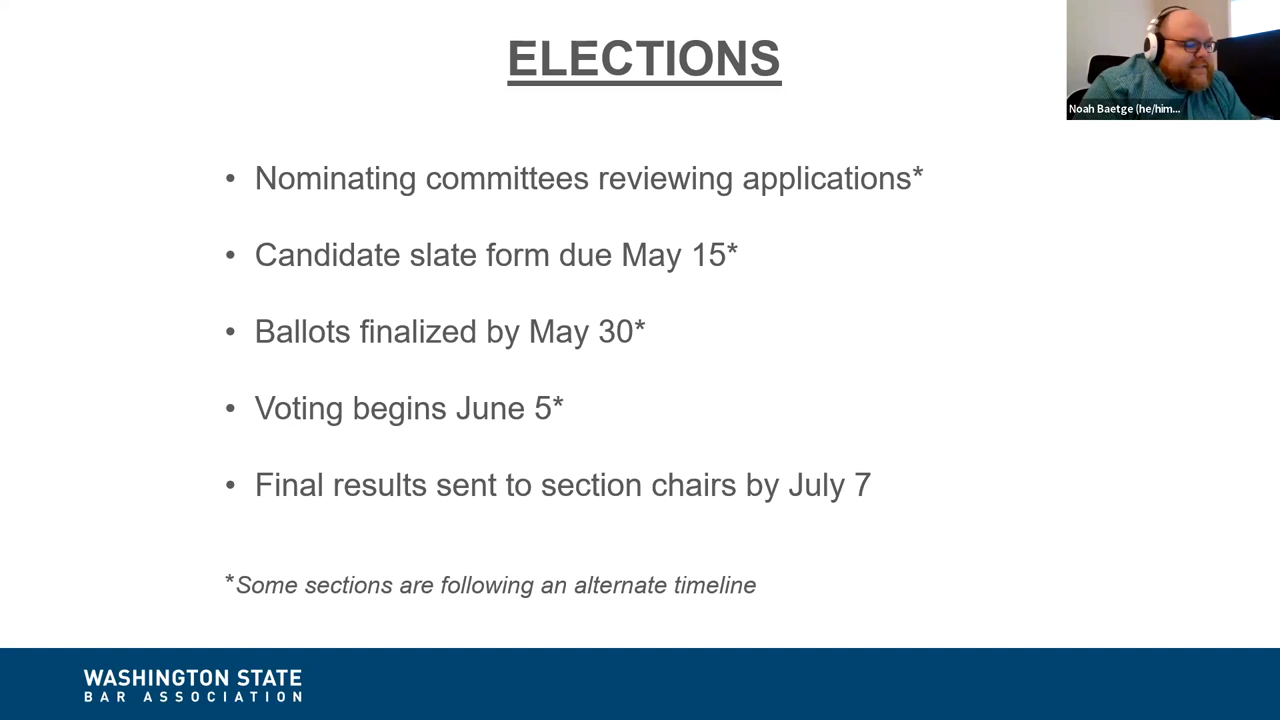 ELECTIONS
Noah Baetge (he/him...
• Nominating committees reviewing applications*
• Candidate slate form due May 15*
• Ballots finalized by May 30*
• Voting begins June 5*
• Final results sent to section chairs by July 7
*Some sections are following an alternate timeline
WASHINGTON STATE
BAR ASSOCIATION